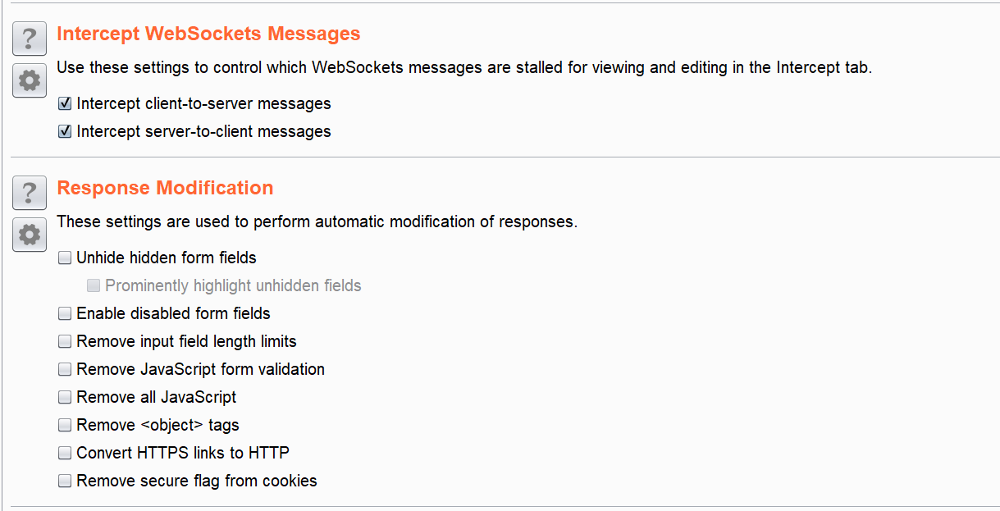 Intercept WebSockets Messages
Use these settings to control which WebSockets messages are stalled for viewing and editing in the Intercept tab.
Intercept client-to-server messages
Intercept server-to-client messages
Response Modification
These settings are used to perform automatic modification of responses.
Unhide hidden form fields
Prominently highlight unhidden fields
Enable disabled form fields
Remove input field length limits
Remove JavaScript form validation
Remove all JavaScript
Remove <object> tags
Convert HTTPS links to HTTP
Remove secure flag from cookies